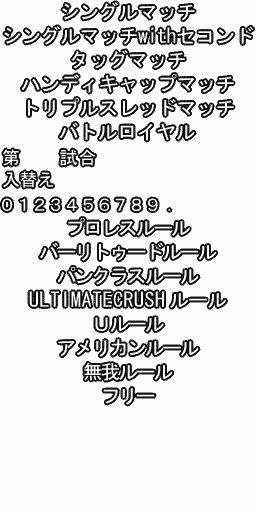 シングルマッチ
シングルマッチwithセコンド
タッグマッチ
ハンディキャップマッチ
トリプルスレッドマッチ
バトルロイヤル
第　　試合
入替え
０１２３４５６７８９．
プロレスルール
バーリトゥードルール
パンクラスルール
ULTIMATECRUSHルール
Uルール
アメリカンルール
無我ルール
フリー